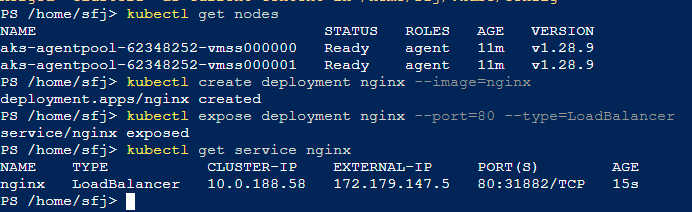 PS /home/sfj> kubectl get nodes
NAME STATUS ROLES AGE VERSION
aks-agentpool-62348252-vmss000000 Ready agent 11m v1.28.9
aks-agentpool-62348252-vmss000001 Ready agent 11m v1.28.9
PS /home/sfj> kubectl create deployment nginx --image=nginx
deployment.apps/nginx created
PS /home/sfj> kubectl expose deployment nginx --port=80 --type=LoadBalancer
service/nginx exposed
PS /home/sfj> kubectl get service nginx
NAME TYPE CLUSTER-IP EXTERNAL-IP PORT(S) AGE
nginx LoadBalancer 10.0.188.58 172.179.147.5 80:31882/TCP 15s
PS /home/sfj>